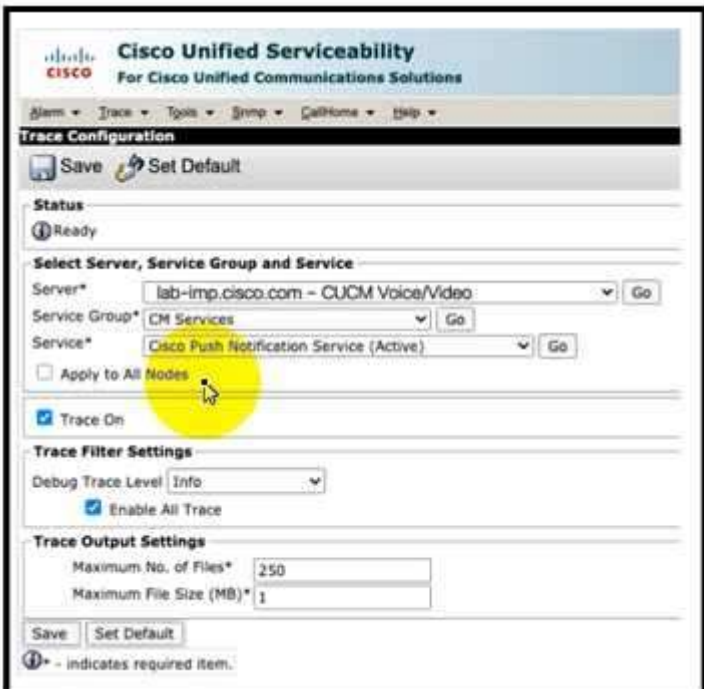 Cisco Unified Serviceability
CISCO
For Cisco Unified Communications Solutions
Alarm Trace Tools Snmp CallHome Help
Trace Configuration
Save Set Default
Status
Ready
Select Server, Service Group and Service
Server* lab-imp.cisco.com – CUCM Voice/Video Go
Service Group* CM Services Go
Service* Cisco Push Notification Service (Active) Go
Apply to All Nodes
Trace On
Trace Filter Settings
Debug Trace Level Info
Enable All Trace
Trace Output Settings
Maximum No. of Files* 250
Maximum File Size (MB)* 1
Save Set Default
i* - indicates required item.